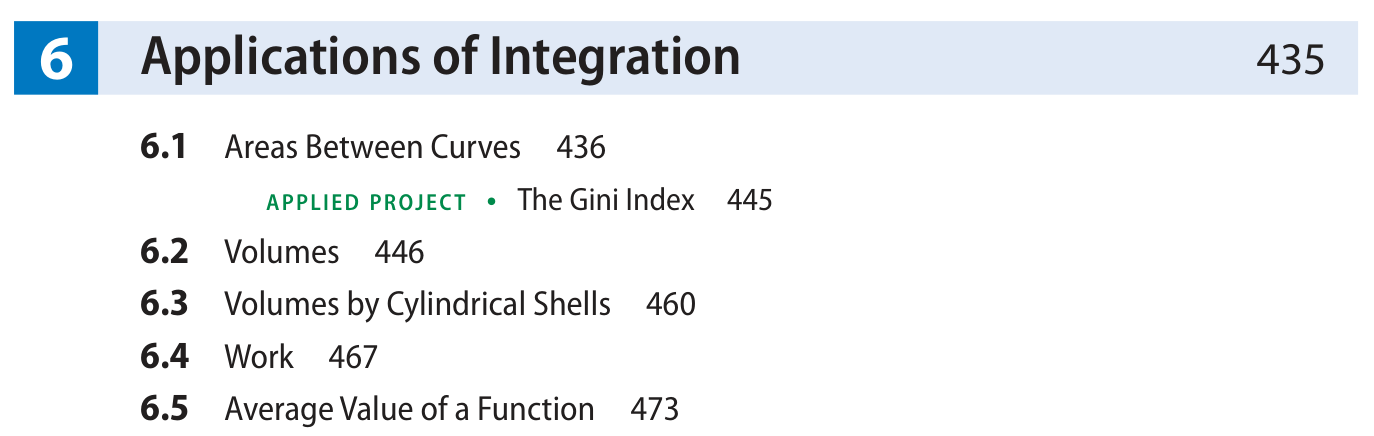 6 Applications of Integration 435
6.1 Areas Between Curves 436
APPLIED PROJECT • The Gini Index 445
6.2 Volumes 446
6.3 Volumes by Cylindrical Shells 460
6.4 Work 467
6.5 Average Value of a Function 473